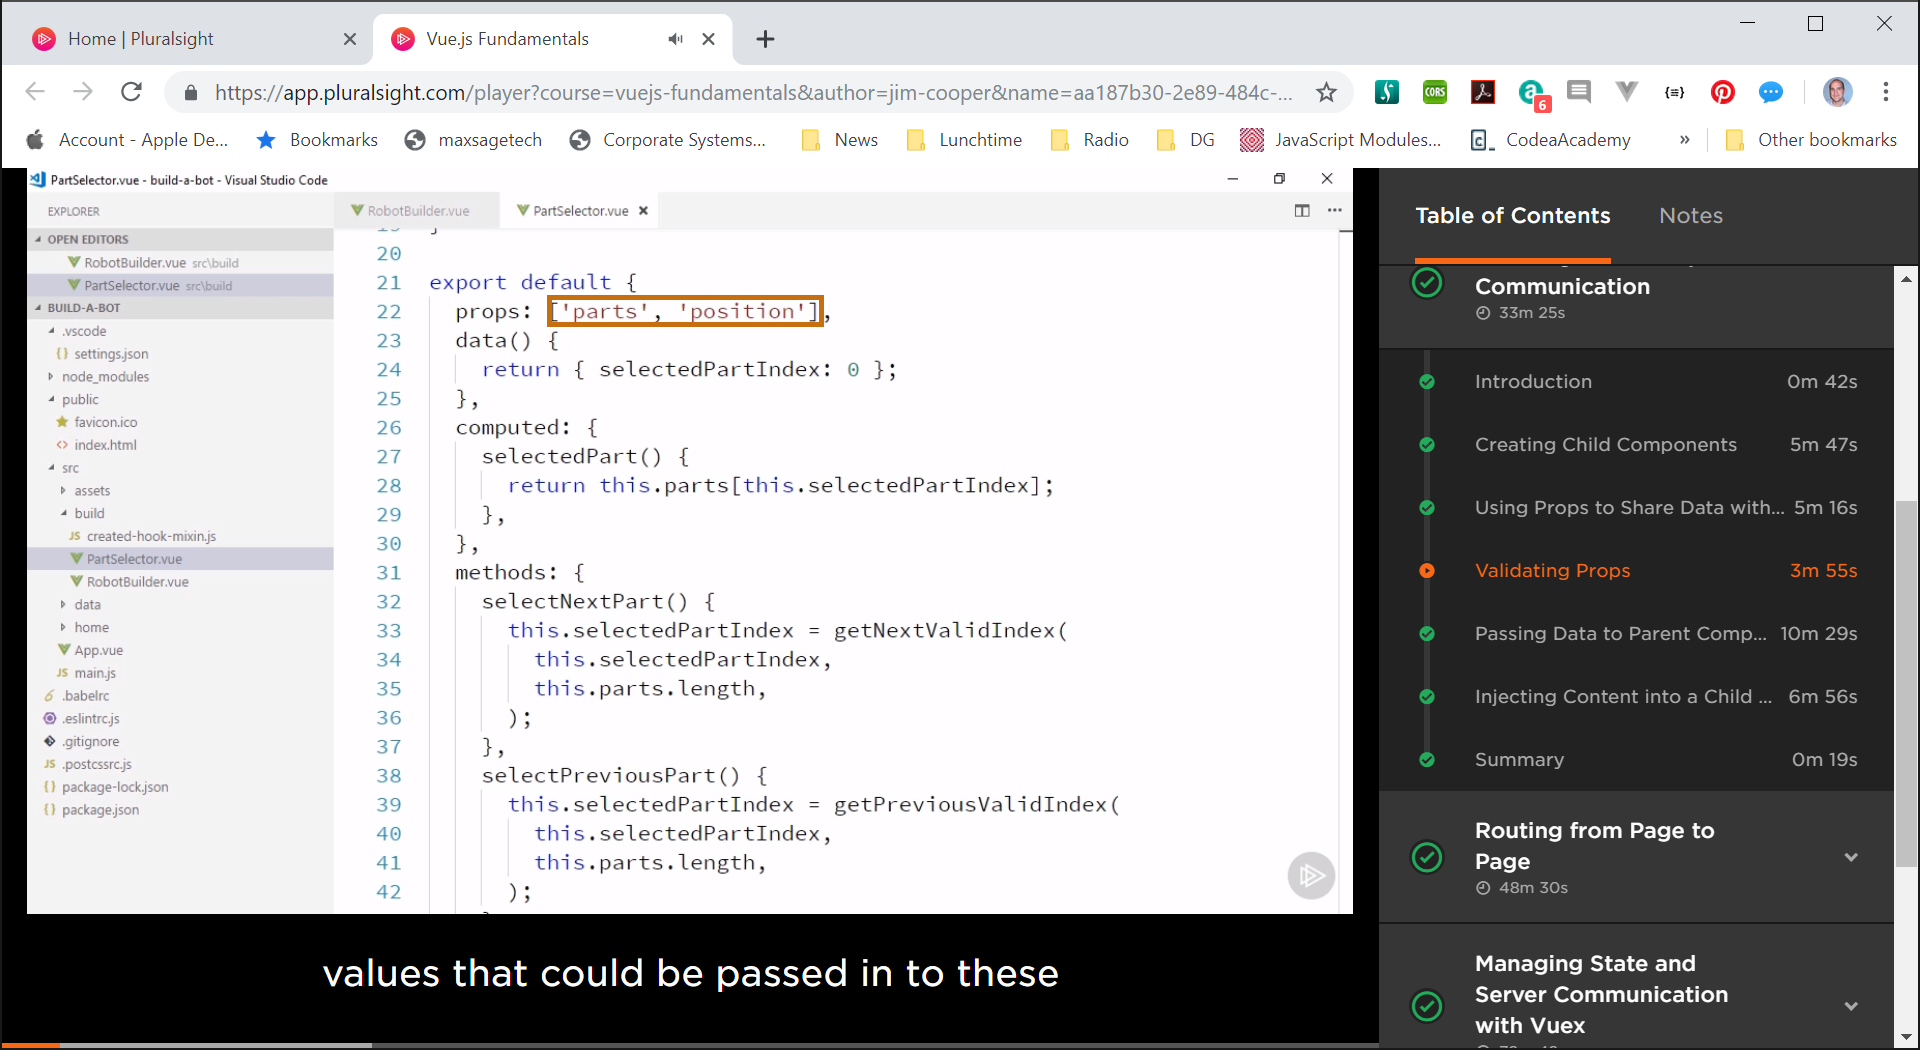 Home | Pluralsight
Vue.js Fundamentals
https://app.pluralsight.com/player?course=vuejs-fundamentals&author=jim-cooper&name=aa187b30-2e89-484c-...
CORS
6
{≡}
Account - Apple De...
Bookmarks
maxsagetech
Corporate Systems...
News
Lunchtime
Radio
DG
JavaScript Modules...
CodeaAcademy
»
Other bookmarks
PartSelector.vue - build-a-bot - Visual Studio Code
EXPLORER
OPEN EDITORS
RobotBuilder.vue src\build
PartSelector.vue src\build
BUILD-A-BOT
.vscode
{} settings.json
node_modules
public
favicon.ico
<> index.html
src
assets
build
JS created-hook-mixin.js
PartSelector.vue
RobotBuilder.vue
data
home
App.vue
JS main.js
.babelrc
.eslintrc.js
.gitignore
JS .postcssrc.js
{} package-lock.json
{} package.json
RobotBuilder.vue
PartSelector.vue
20
21 export default {
22 props: ['parts', 'position'],
23 data() {
24 return { selectedPartIndex: 0 };
25 },
26 computed: {
27 selectedPart() {
28 return this.parts[this.selectedPartIndex];
29 },
30 },
31 methods: {
32 selectNextPart() {
33 this.selectedPartIndex = getNextValidIndex(
34 this.selectedPartIndex,
35 this.parts.length,
36 );
37 },
38 selectPreviousPart() {
39 this.selectedPartIndex = getPreviousValidIndex(
40 this.selectedPartIndex,
41 this.parts.length,
42 );
values that could be passed in to these
Table of Contents
Notes
Communication
33m 25s
Introduction 0m 42s
Creating Child Components 5m 47s
Using Props to Share Data with... 5m 16s
Validating Props 3m 55s
Passing Data to Parent Comp... 10m 29s
Injecting Content into a Child ... 6m 56s
Summary 0m 19s
Routing from Page to
Page
48m 30s
Managing State and
Server Communication
with Vuex